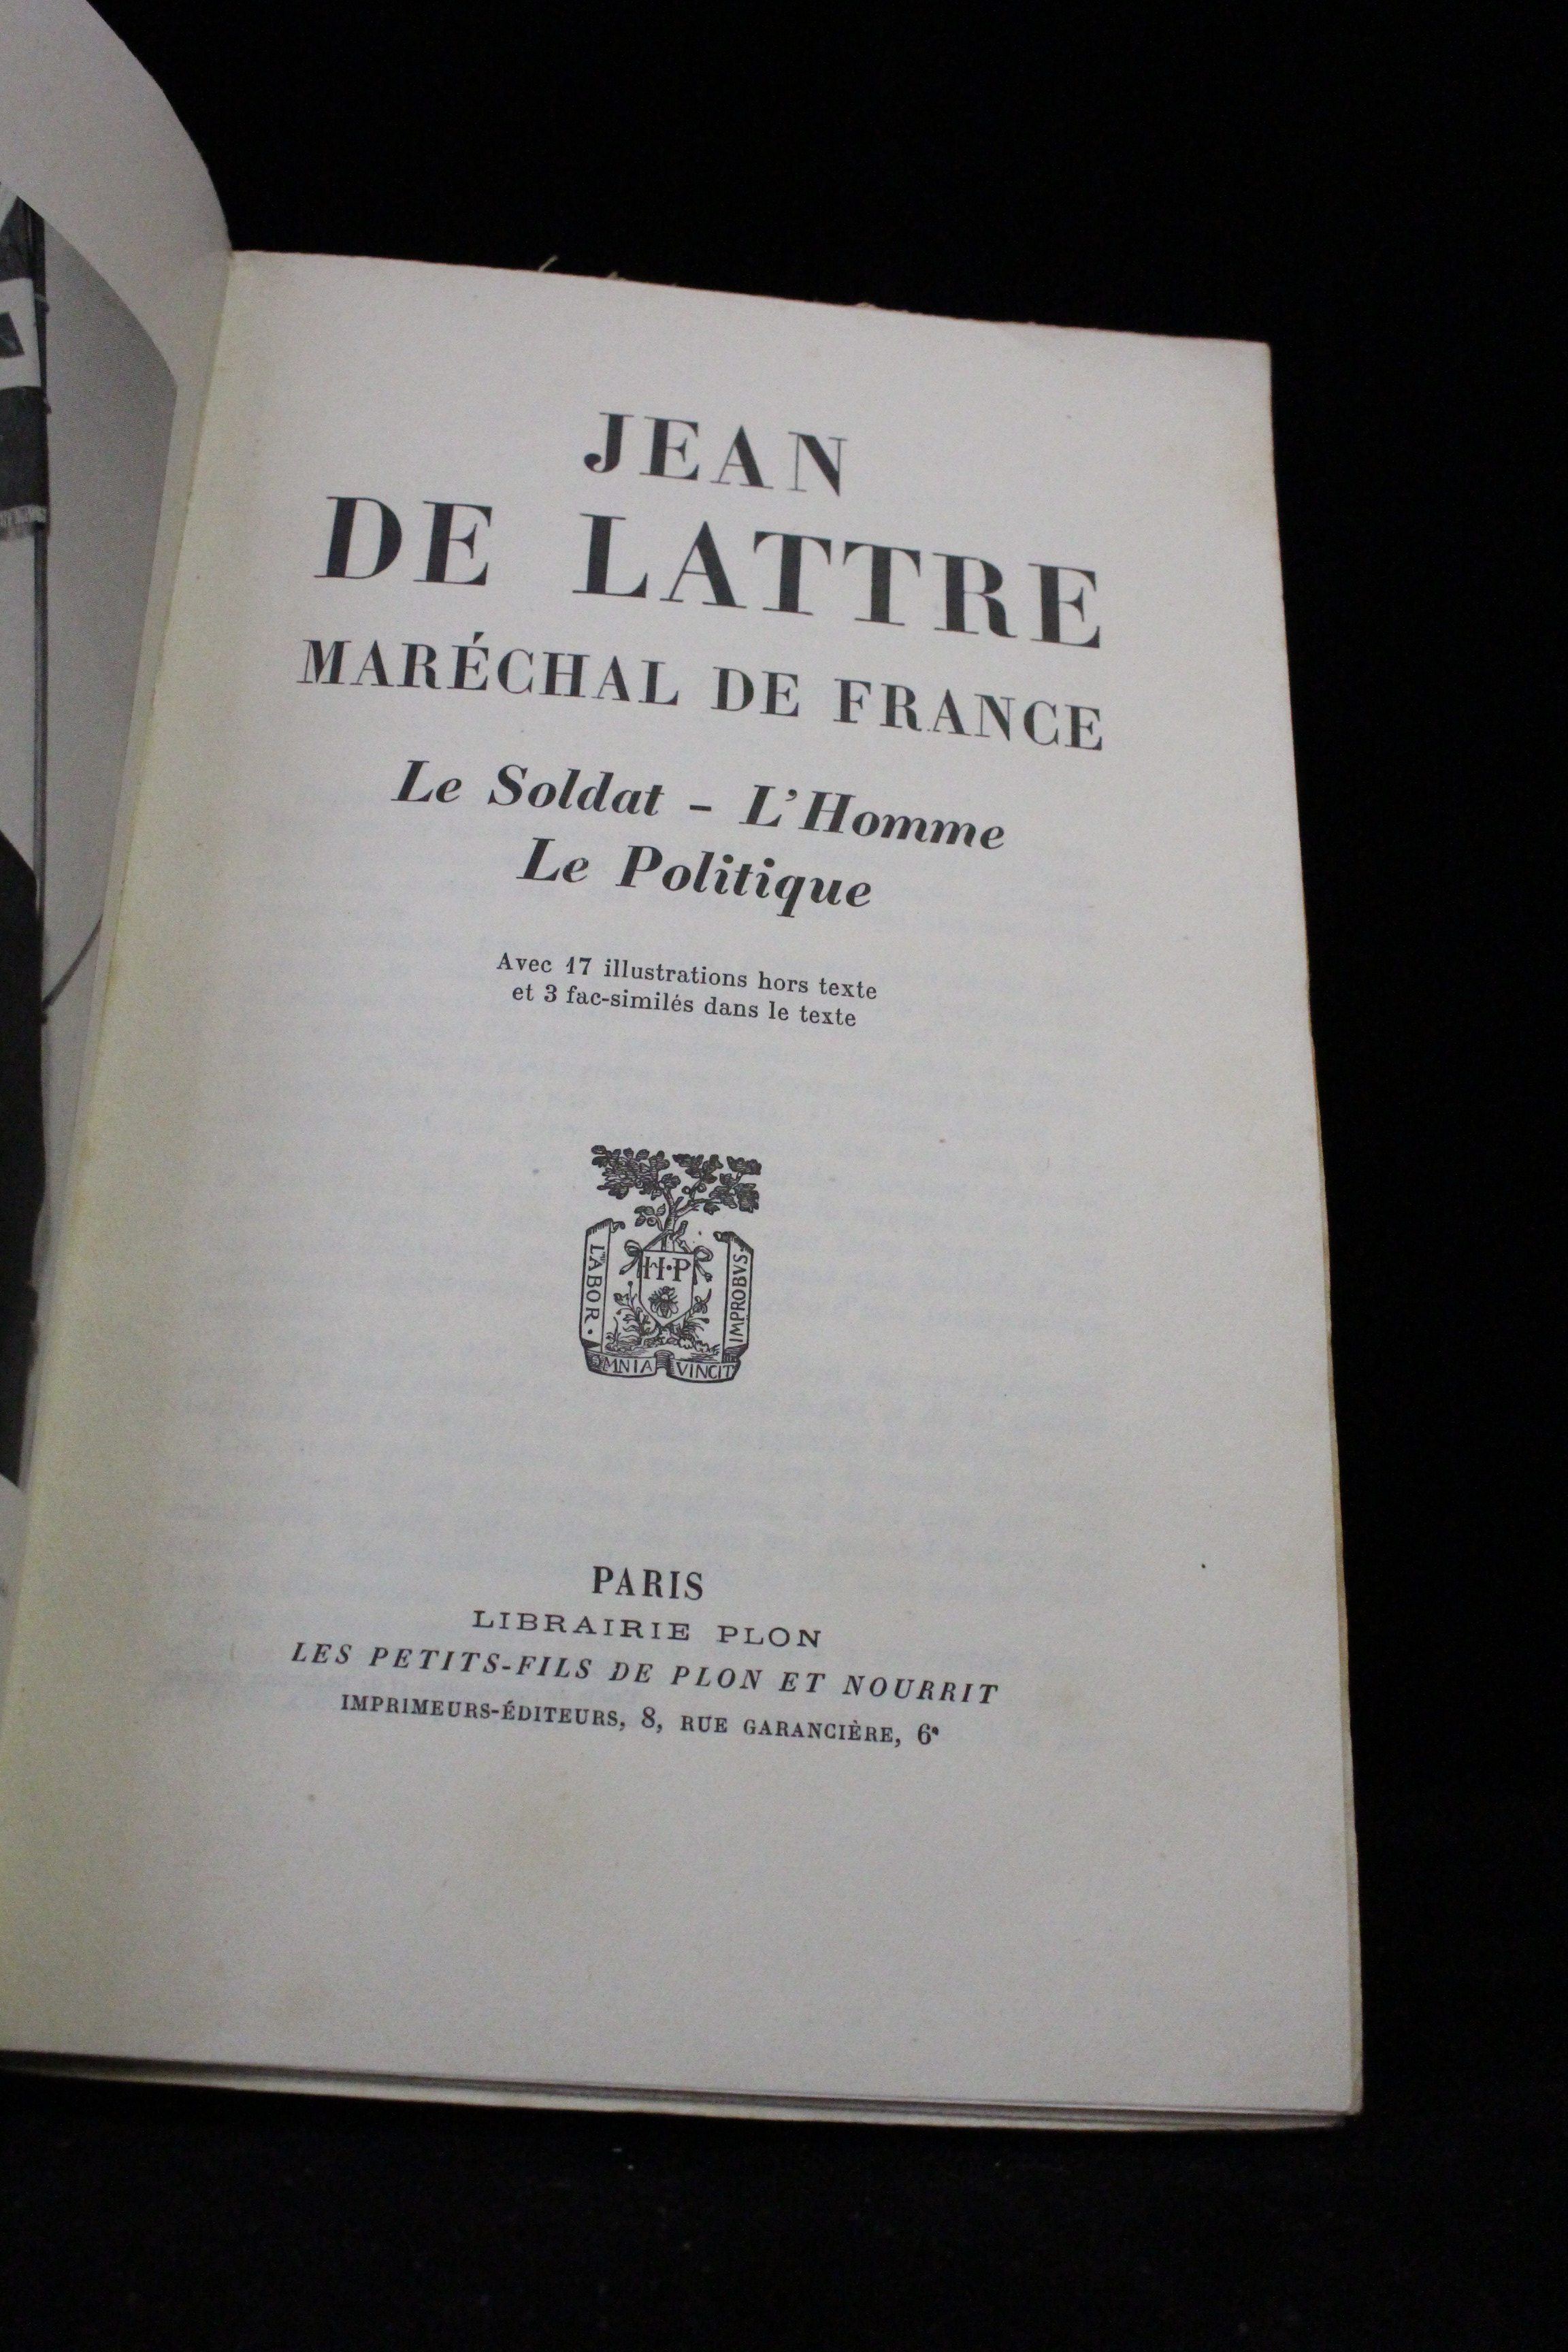 JEAN
DE LATTRE
MARÉCHAL DE FRANCE
Le Soldat - L'Homme
Le Politique
Avec 17 illustrations hors texte
et 3 fac-similés dans le texte
LABOR.
H·P
IMPROBVS
OMNIA VINCIT
PARIS
LIBRAIRIE PLON
LES PETITS-FILS DE PLON ET NOURRIT
IMPRIMEURS-ÉDITEURS, 8, RUE GARANCIÈRE, 6e